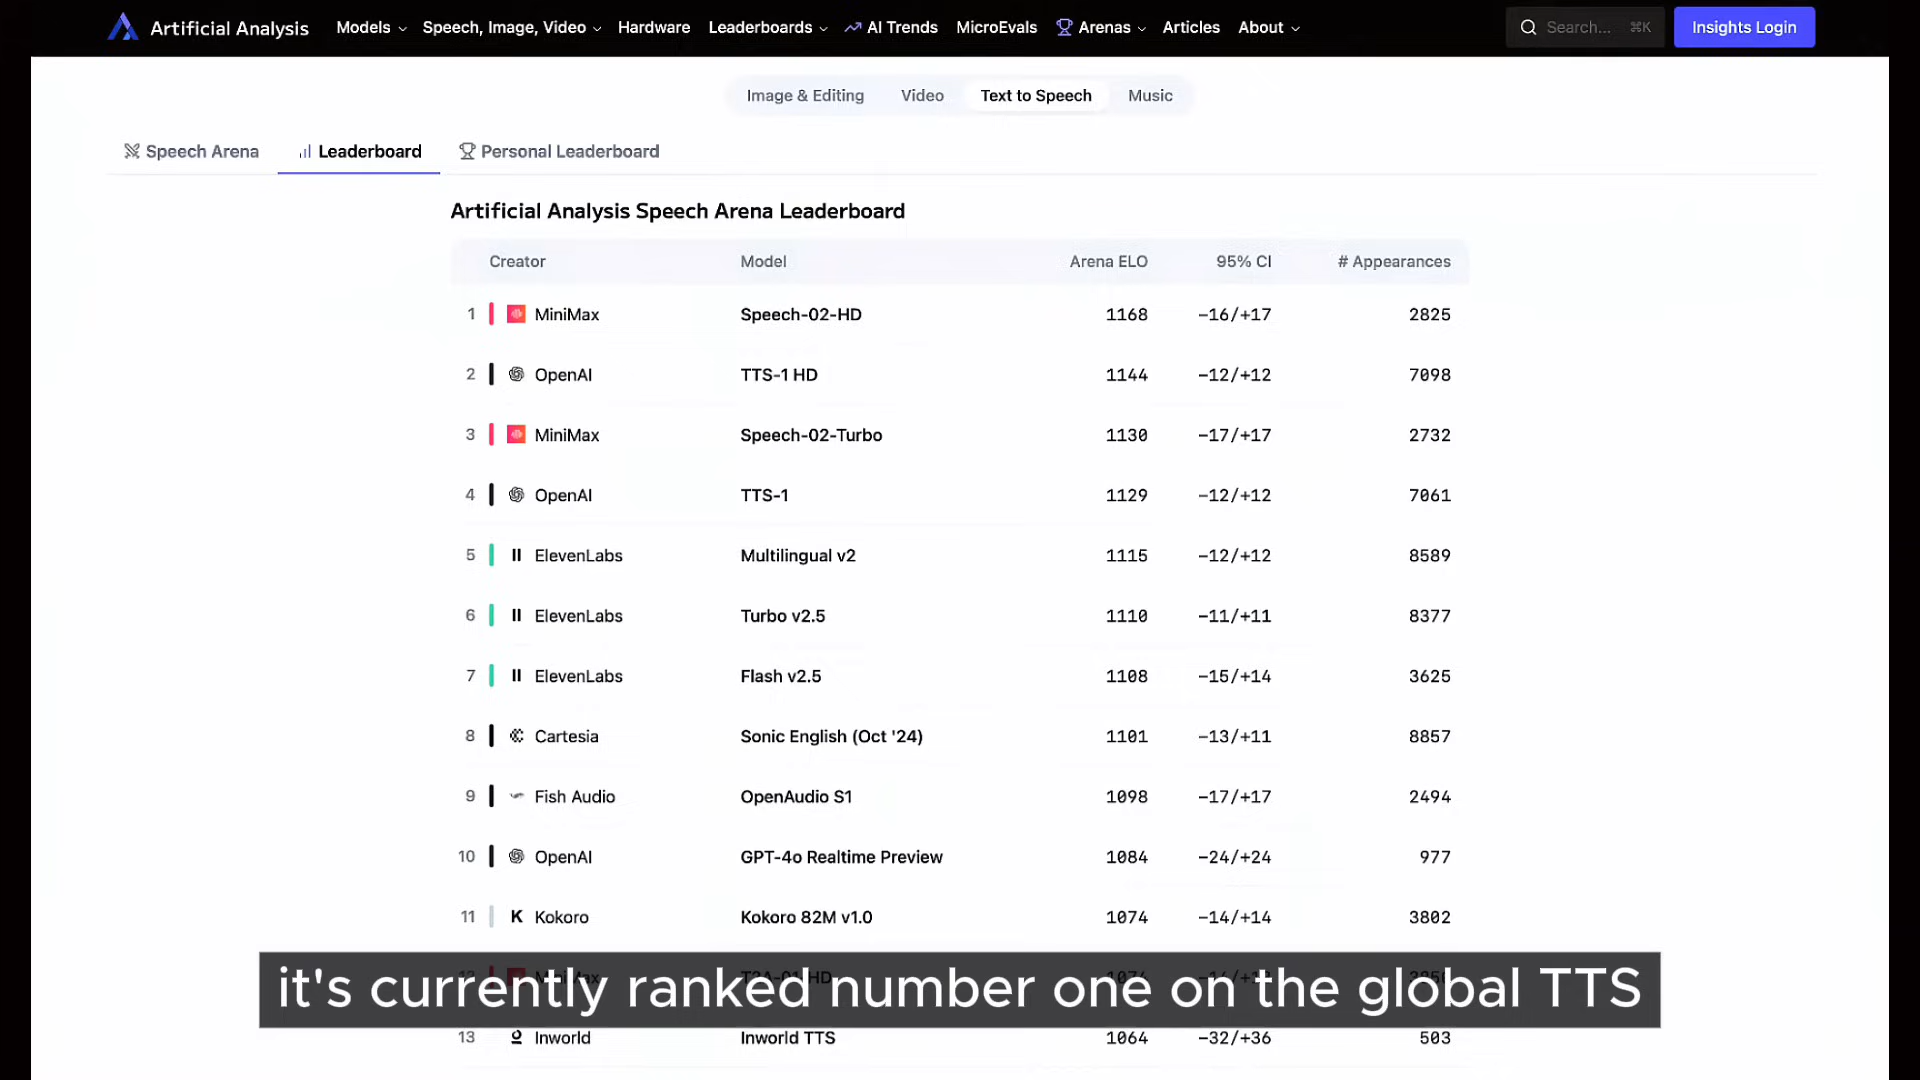 Artificial Analysis Models Speech, Image, Video Hardware Leaderboards AI Trends MicroEvals Arenas Articles About Search... ⌘K Insights Login
Image & Editing Video Text to Speech Music
Speech Arena Leaderboard Personal Leaderboard
Artificial Analysis Speech Arena Leaderboard
Creator Model Arena ELO 95% CI # Appearances
1 MiniMax Speech-02-HD 1168 −16/+17 2825
2 OpenAI TTS-1 HD 1144 −12/+12 7098
3 MiniMax Speech-02-Turbo 1130 −17/+17 2732
4 OpenAI TTS-1 1129 −12/+12 7061
5 ElevenLabs Multilingual v2 1115 −12/+12 8589
6 ElevenLabs Turbo v2.5 1110 −11/+11 8377
7 ElevenLabs Flash v2.5 1108 −15/+14 3625
8 Cartesia Sonic English (Oct '24) 1101 −13/+11 8857
9 Fish Audio OpenAudio S1 1098 −17/+17 2494
10 OpenAI GPT-4o Realtime Preview 1084 −24/+24 977
11 K Kokoro Kokoro 82M v1.0 1074 −14/+14 3802
it's currently ranked number one on the global TTS
13 Inworld Inworld TTS 1064 −32/+36 503